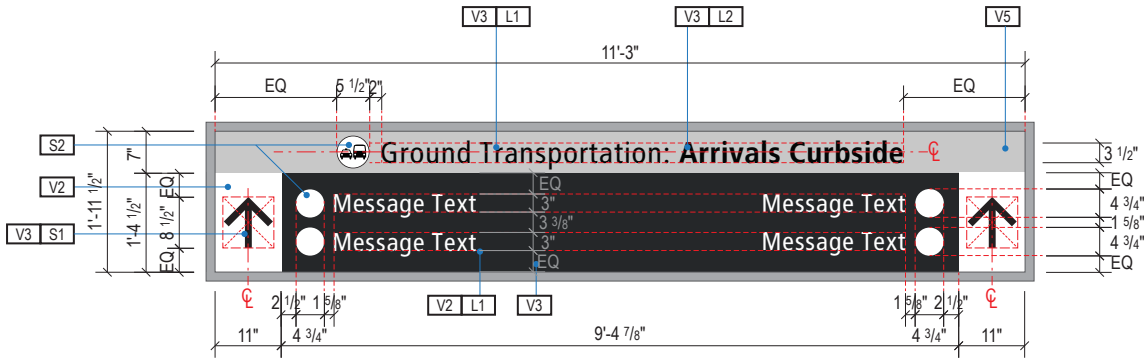 V3 L1 V3 L2 V5
11'-3"
EQ 5 1/2" 2" EQ
S2
V2
V3 S1
1'-11 1/2"
7"
1'-4 1/2"
EQ
8 1/2"
EQ
Ground Transportation: Arrivals Curbside
℄
3 1/2"
EQ
EQ
Message Text 3" Message Text
4 3/4"
3 3/8"
1 5/8"
Message Text 3" Message Text
4 3/4"
EQ
EQ
℄ ℄
2 1/2" 1 5/8" V2 L1 V3 1 5/8" 2 1/2"
11" 4 3/4" 9'-4 7/8" 4 3/4" 11"